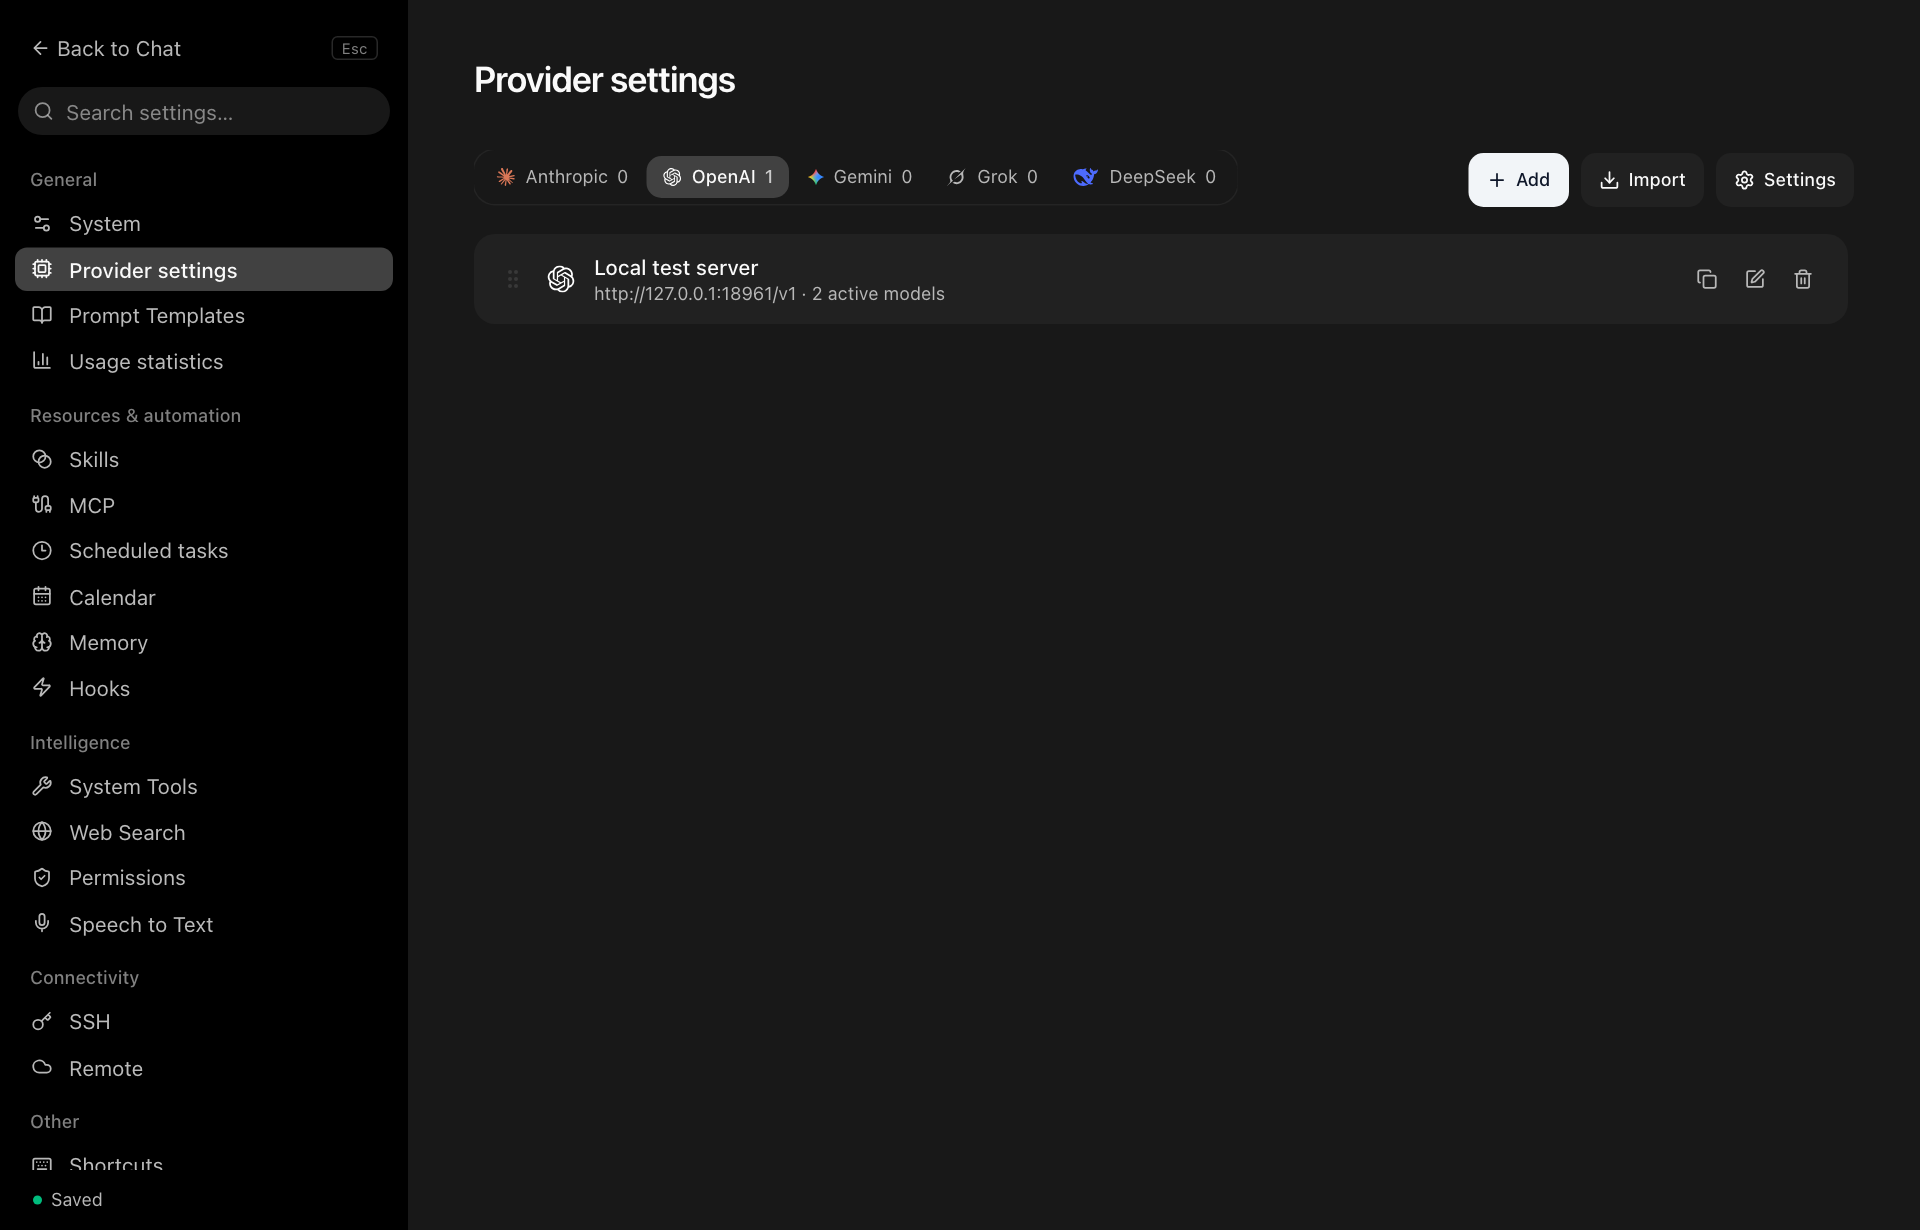 Back to Chat
Esc
Search settings...
General
System
Provider settings
Prompt Templates
Usage statistics
Resources & automation
Skills
MCP
Scheduled tasks
Calendar
Memory
Hooks
Intelligence
System Tools
Web Search
Permissions
Speech to Text
Connectivity
SSH
Remote
Other
Shortcuts
Saved
Provider settings
Anthropic 0
OpenAI 1
Gemini 0
Grok 0
DeepSeek 0
Add
Import
Settings
Local test server
http://127.0.0.1:18961/v1 · 2 active models